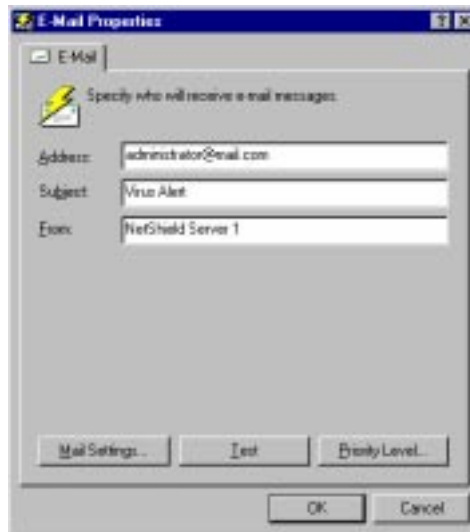 E-Mail Properties
E-Mail
Specify who will receive e-mail messages.
Address: administrator@mail.com
Subject: Virus Alert
From: NetShield Server 1
Mail Settings... Test Priority Level...
OK Cancel